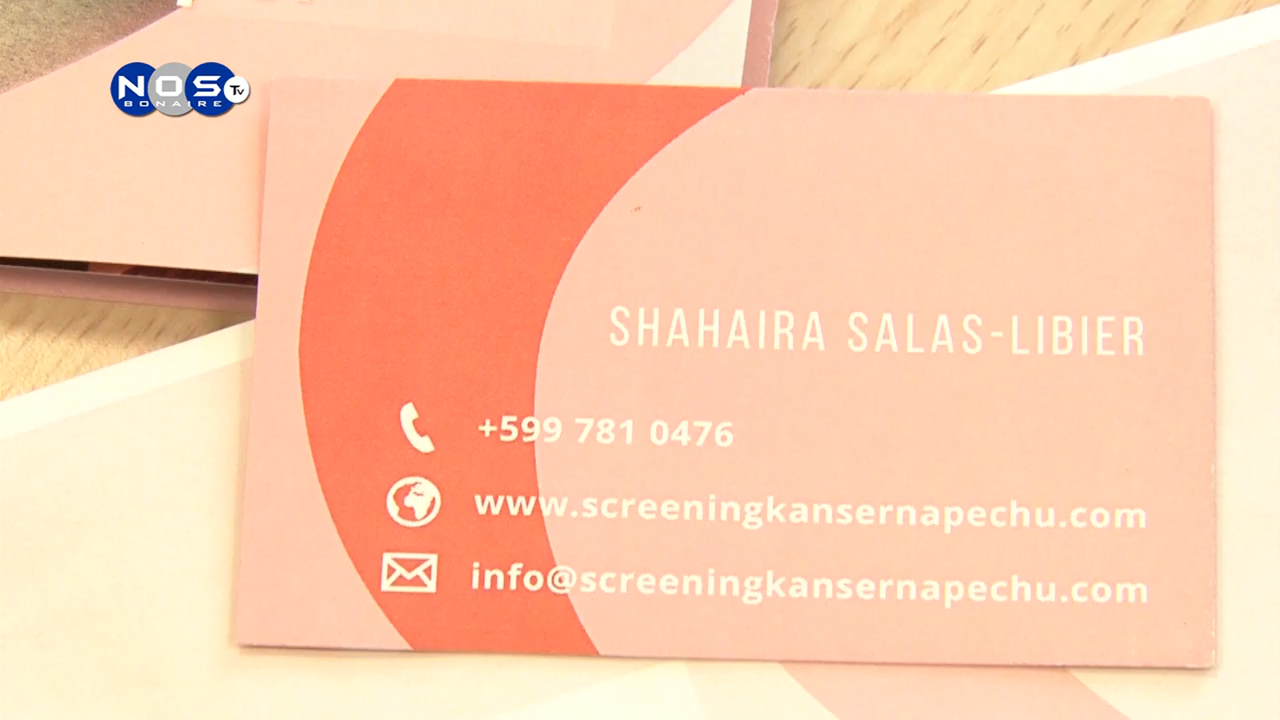 NOS TV
BONAIRE
SHAHAIRA SALAS-LIBIER
+599 781 0476
www.screeningkansernapechu.com
info@screeningkansernapechu.com